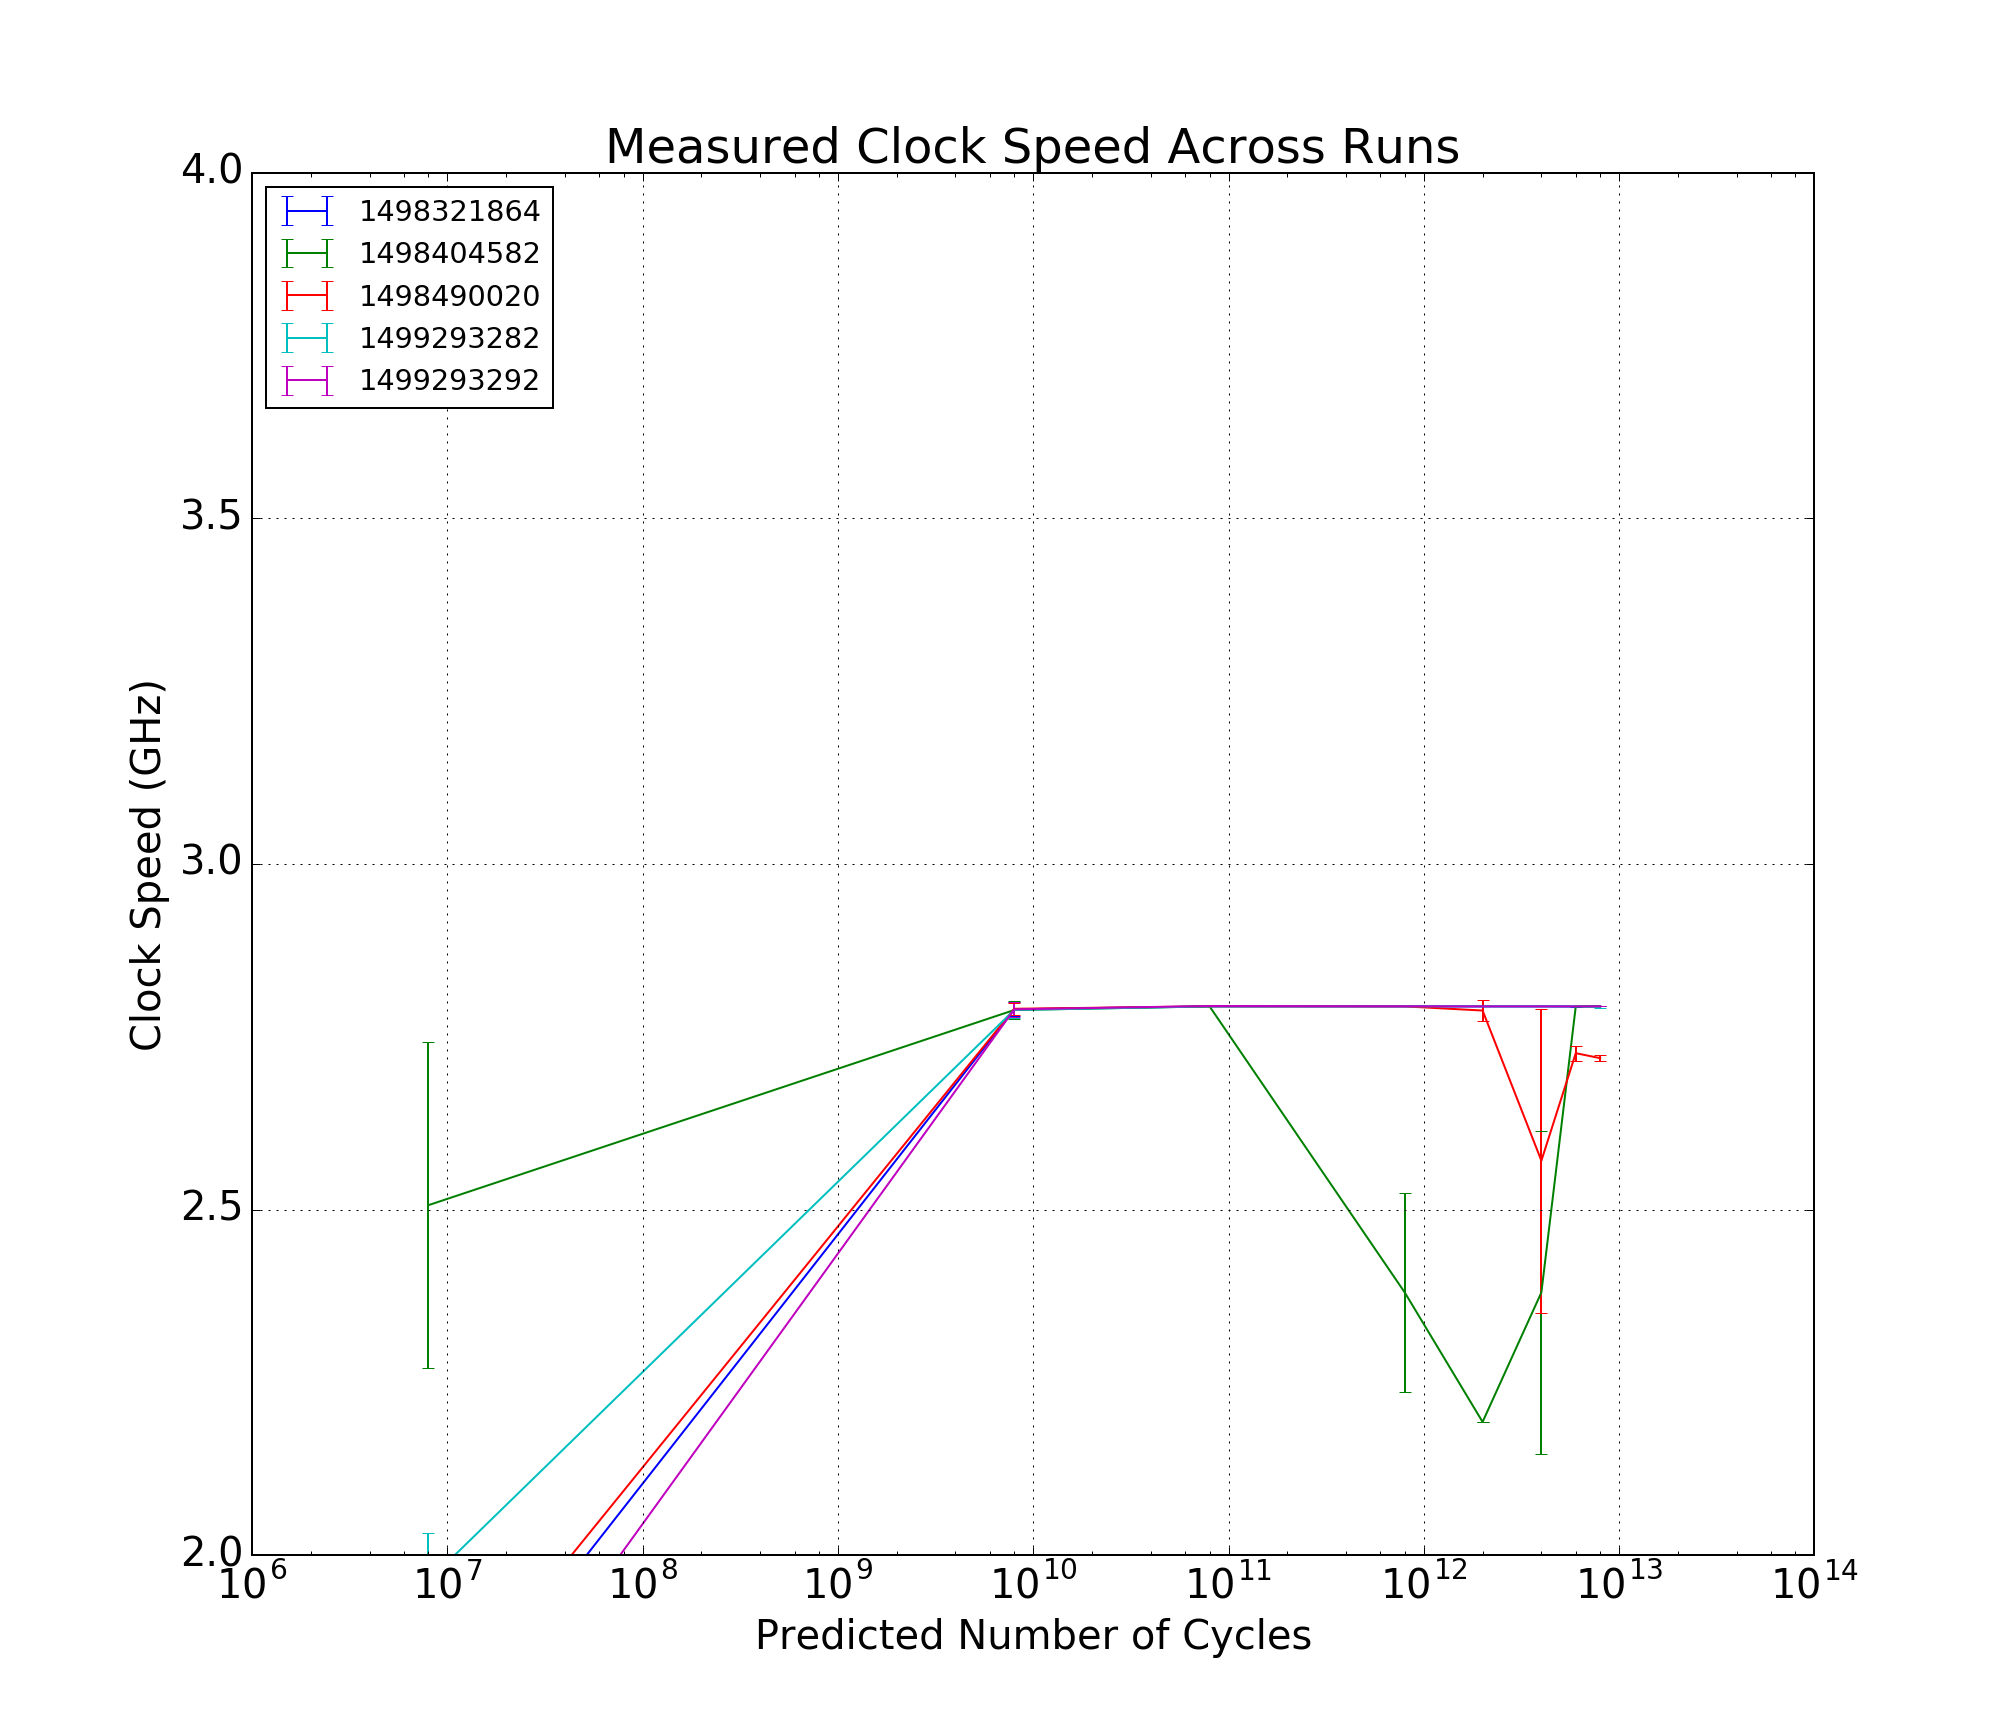 Measured Clock Speed Across Runs
4.0
3.5
3.0
2.5
2.0
Clock Speed (GHz)
1498321864
1498404582
1498490020
1499293282
1499293292
10^6 10^7 10^8 10^9 10^10 10^11 10^12 10^13 10^14
Predicted Number of Cycles